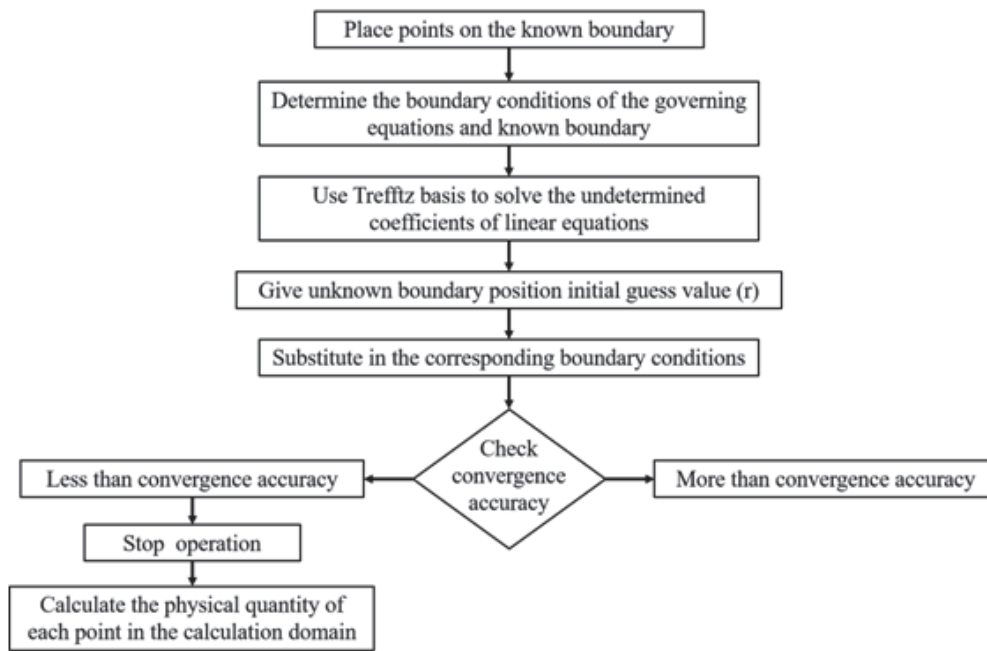 Place points on the known boundary
Determine the boundary conditions of the governing
equations and known boundary
Use Trefftz basis to solve the undetermined
coefficients of linear equations
Give unknown boundary position initial guess value (r)
Substitute in the corresponding boundary conditions
Check
convergence
accuracy
Less than convergence accuracy
More than convergence accuracy
Stop operation
Calculate the physical quantity of
each point in the calculation domain